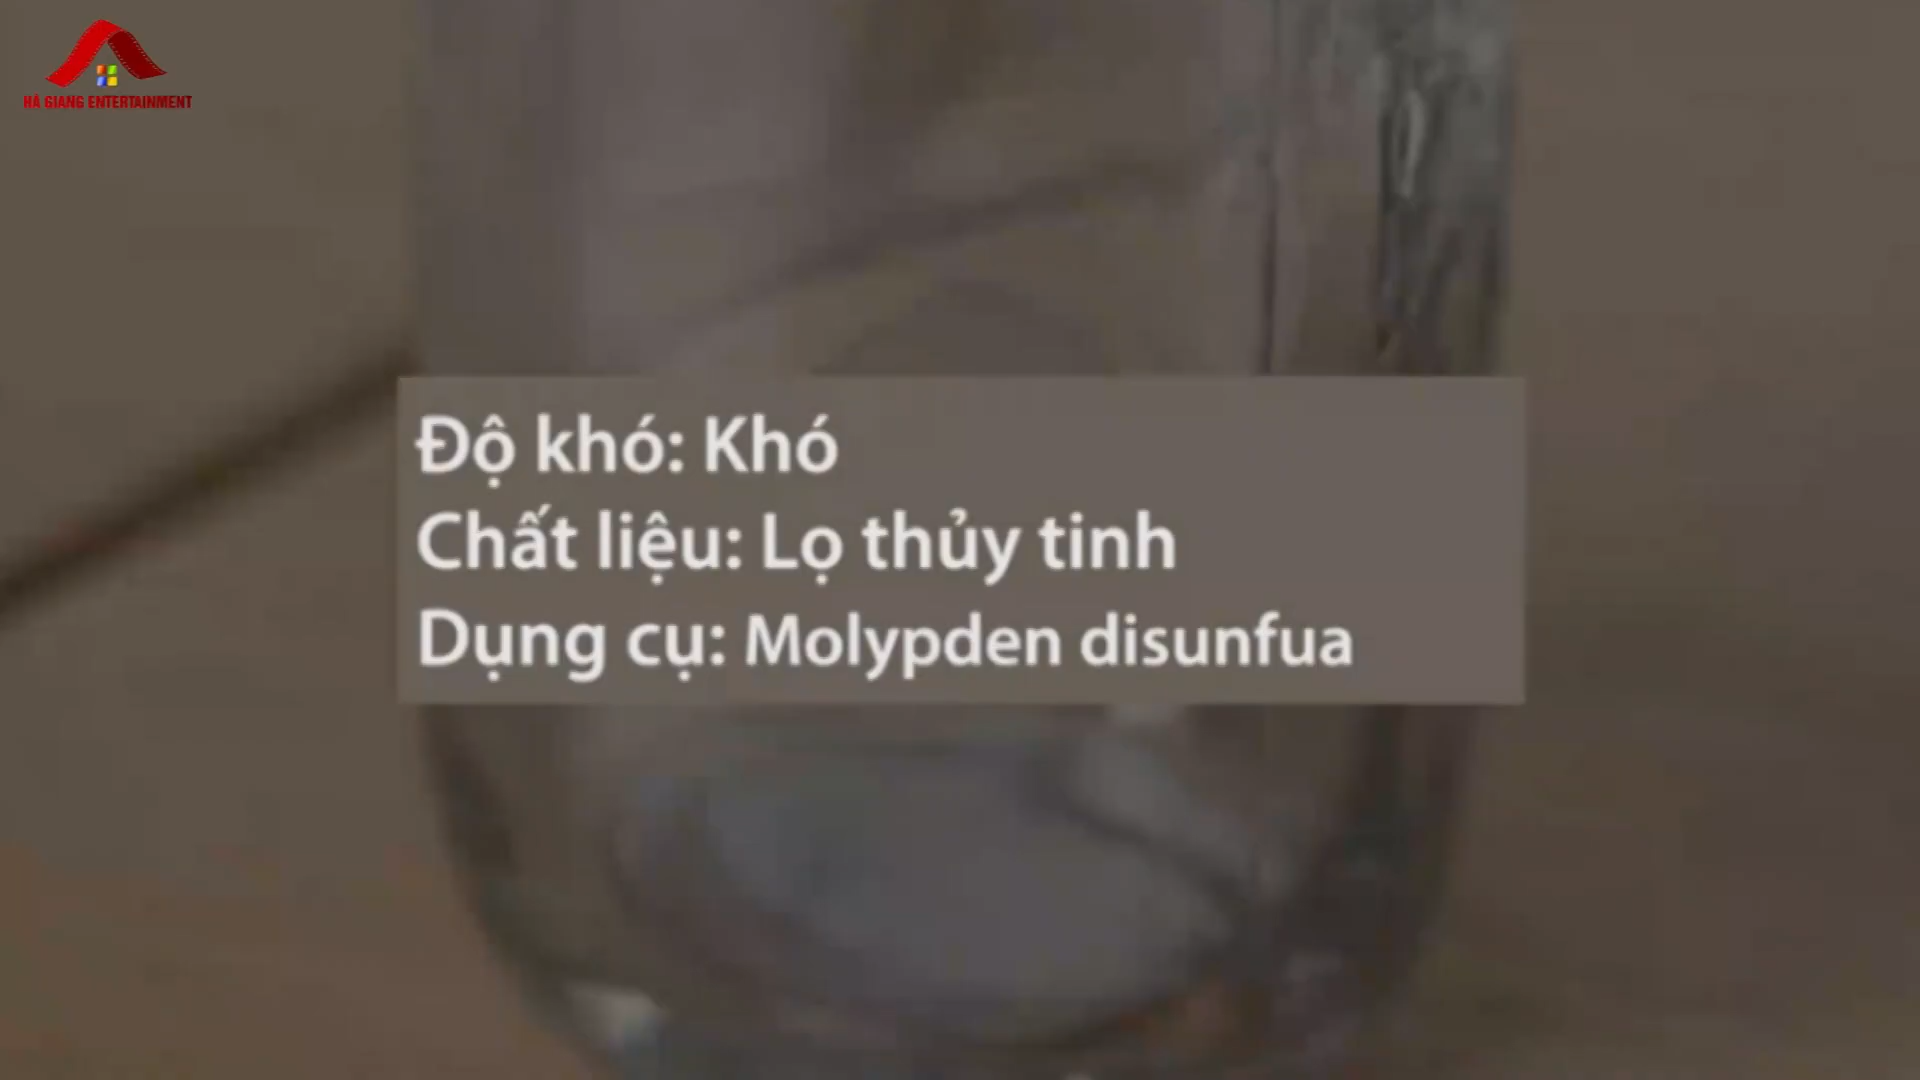 HÀ GIANG ENTERTAINMENT
Độ khó: Khó
Chất liệu: Lọ thủy tinh
Dụng cụ: Molypden disunfua